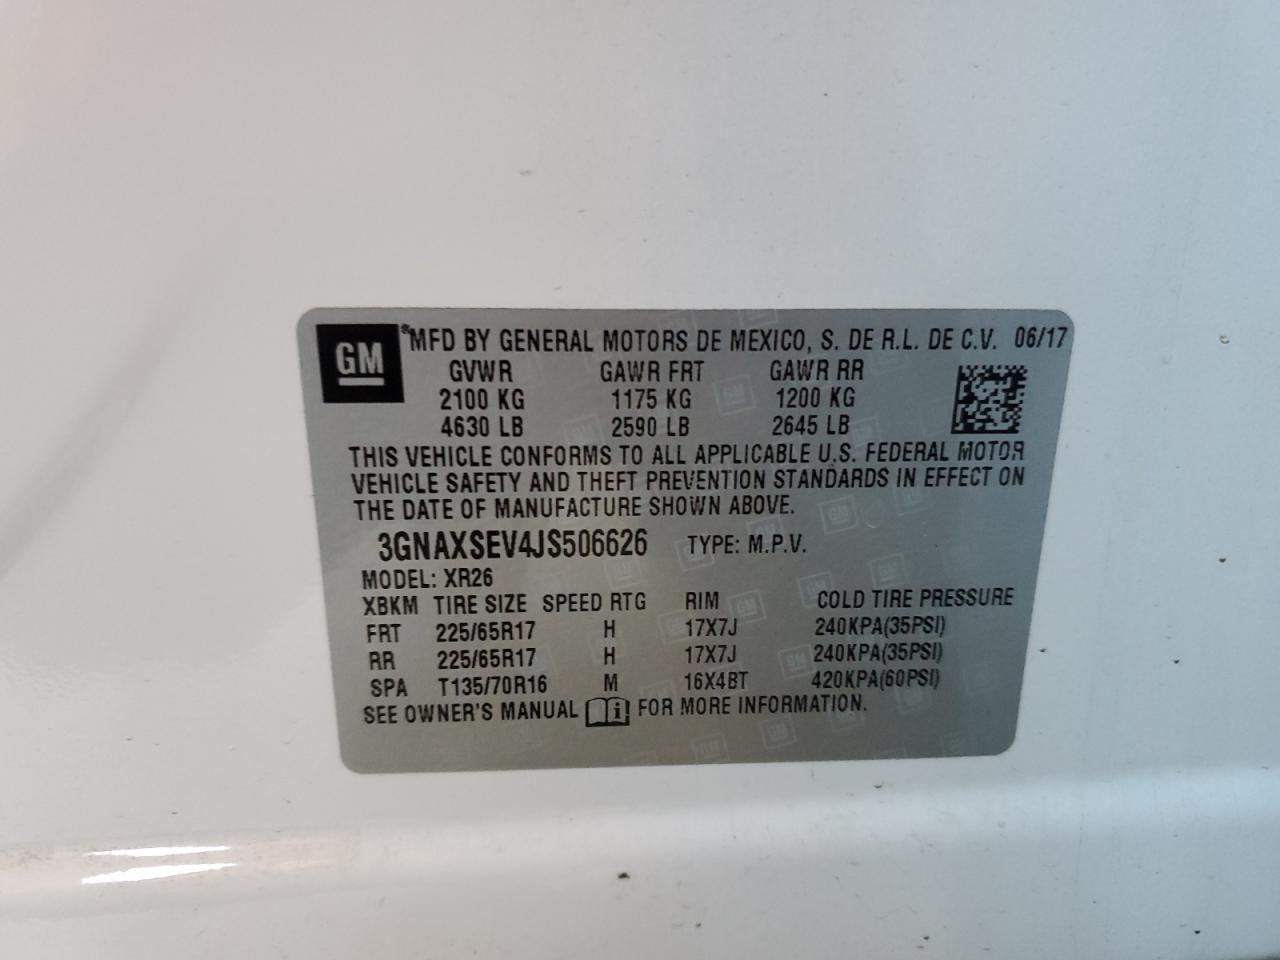 GM
®MFD BY GENERAL MOTORS DE MEXICO, S. DE R.L. DE C.V. 06/17
GVWR GAWR FRT GAWR RR
2100 KG 1175 KG 1200 KG
4630 LB 2590 LB 2645 LB
THIS VEHICLE CONFORMS TO ALL APPLICABLE U.S. FEDERAL MOTOR
VEHICLE SAFETY AND THEFT PREVENTION STANDARDS IN EFFECT ON
THE DATE OF MANUFACTURE SHOWN ABOVE.
3GNAXSEV4JS506626 TYPE: M.P.V.
MODEL: XR26
XBKM TIRE SIZE SPEED RTG RIM COLD TIRE PRESSURE
FRT 225/65R17 H 17X7J 240KPA(35PSI)
RR 225/65R17 H 17X7J 240KPA(35PSI)
SPA T135/70R16 M 16X4BT 420KPA(60PSI)
SEE OWNER'S MANUAL i FOR MORE INFORMATION.